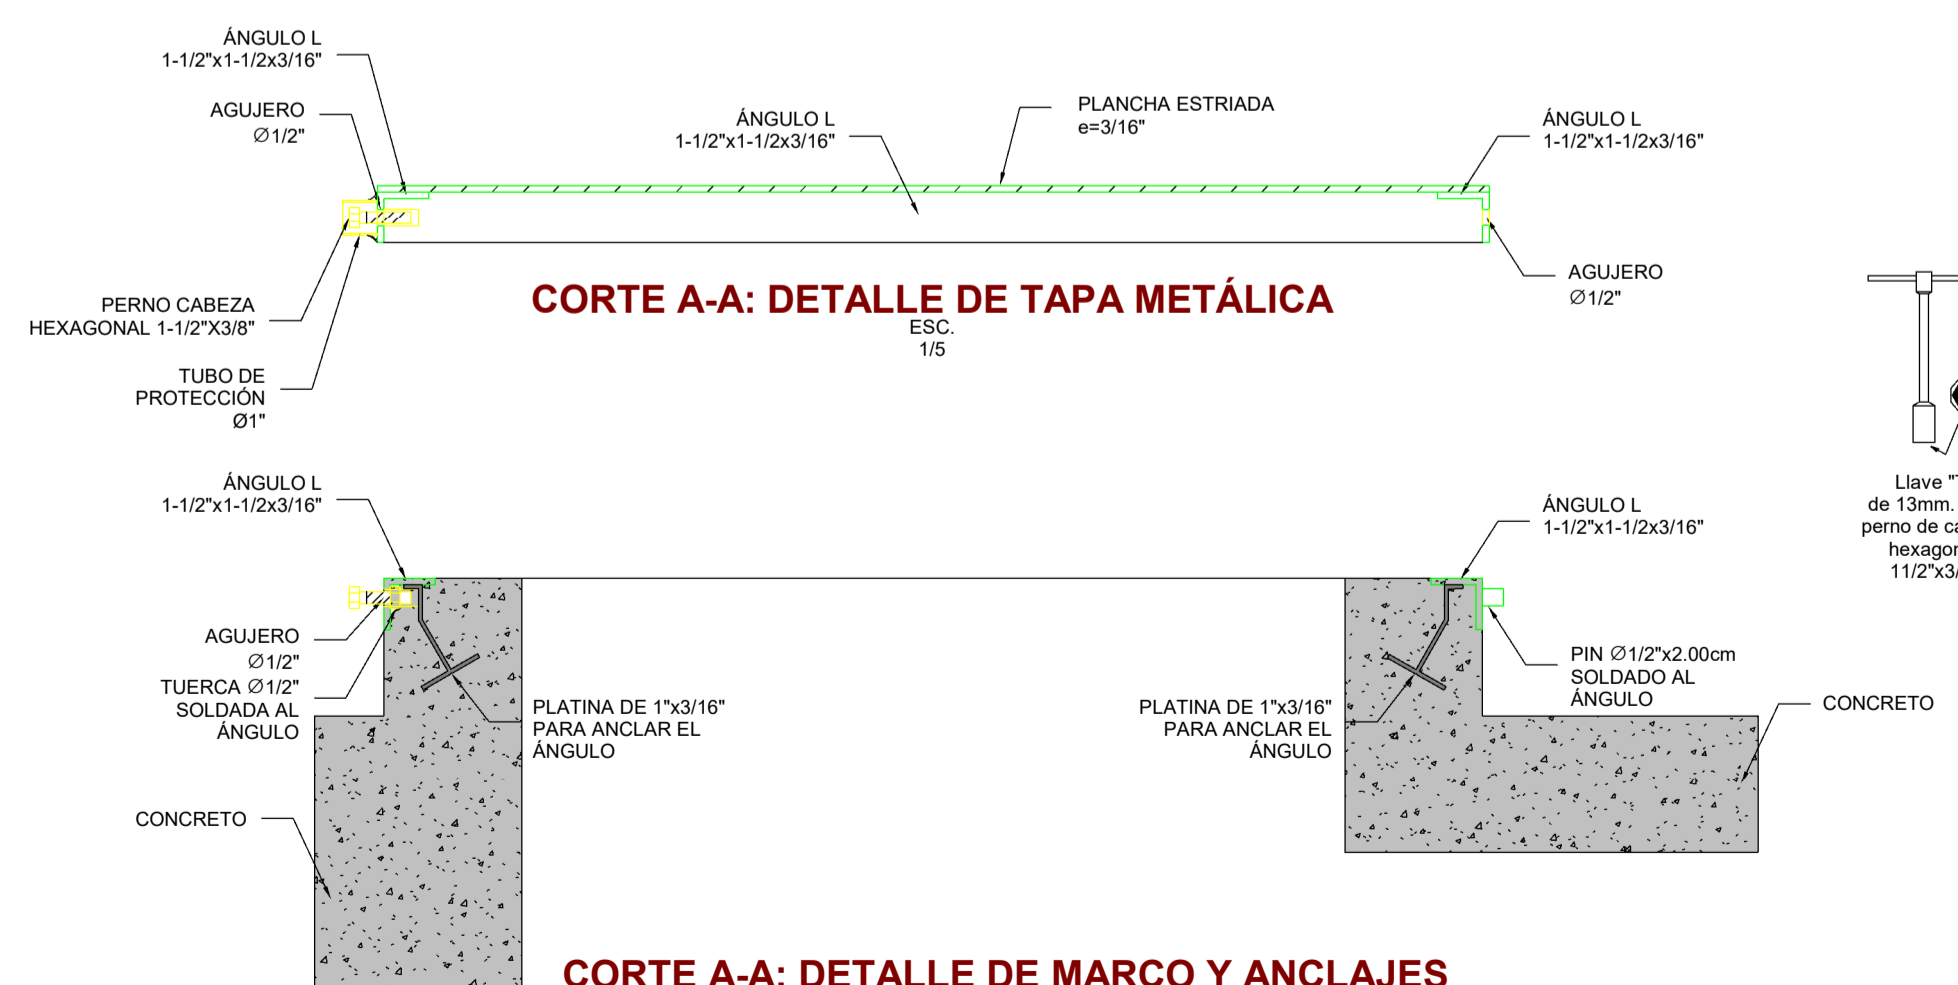 ÁNGULO L
1-1/2"x1-1/2x3/16"
AGUJERO
Ø1/2"
ÁNGULO L
1-1/2"x1-1/2x3/16"
PLANCHA ESTRIADA
e=3/16"
ÁNGULO L
1-1/2"x1-1/2x3/16"
AGUJERO
Ø1/2"
PERNO CABEZA
HEXAGONAL 1-1/2"X3/8"
TUBO DE
PROTECCIÓN
Ø1"
CORTE A-A: DETALLE DE TAPA METÁLICA
ESC.
1/5
ÁNGULO L
1-1/2"x1-1/2x3/16"
ÁNGULO L
1-1/2"x1-1/2x3/16"
Llave "T
de 13mm.
perno de ca
hexagon
11/2"x3/
AGUJERO
Ø1/2"
TUERCA Ø1/2"
SOLDADA AL
ÁNGULO
PLATINA DE 1"x3/16"
PARA ANCLAR EL
ÁNGULO
PLATINA DE 1"x3/16"
PARA ANCLAR EL
ÁNGULO
PIN Ø1/2"x2.00cm
SOLDADO AL
ÁNGULO
CONCRETO
CONCRETO
CORTE A-A: DETALLE DE MARCO Y ANCLAJES